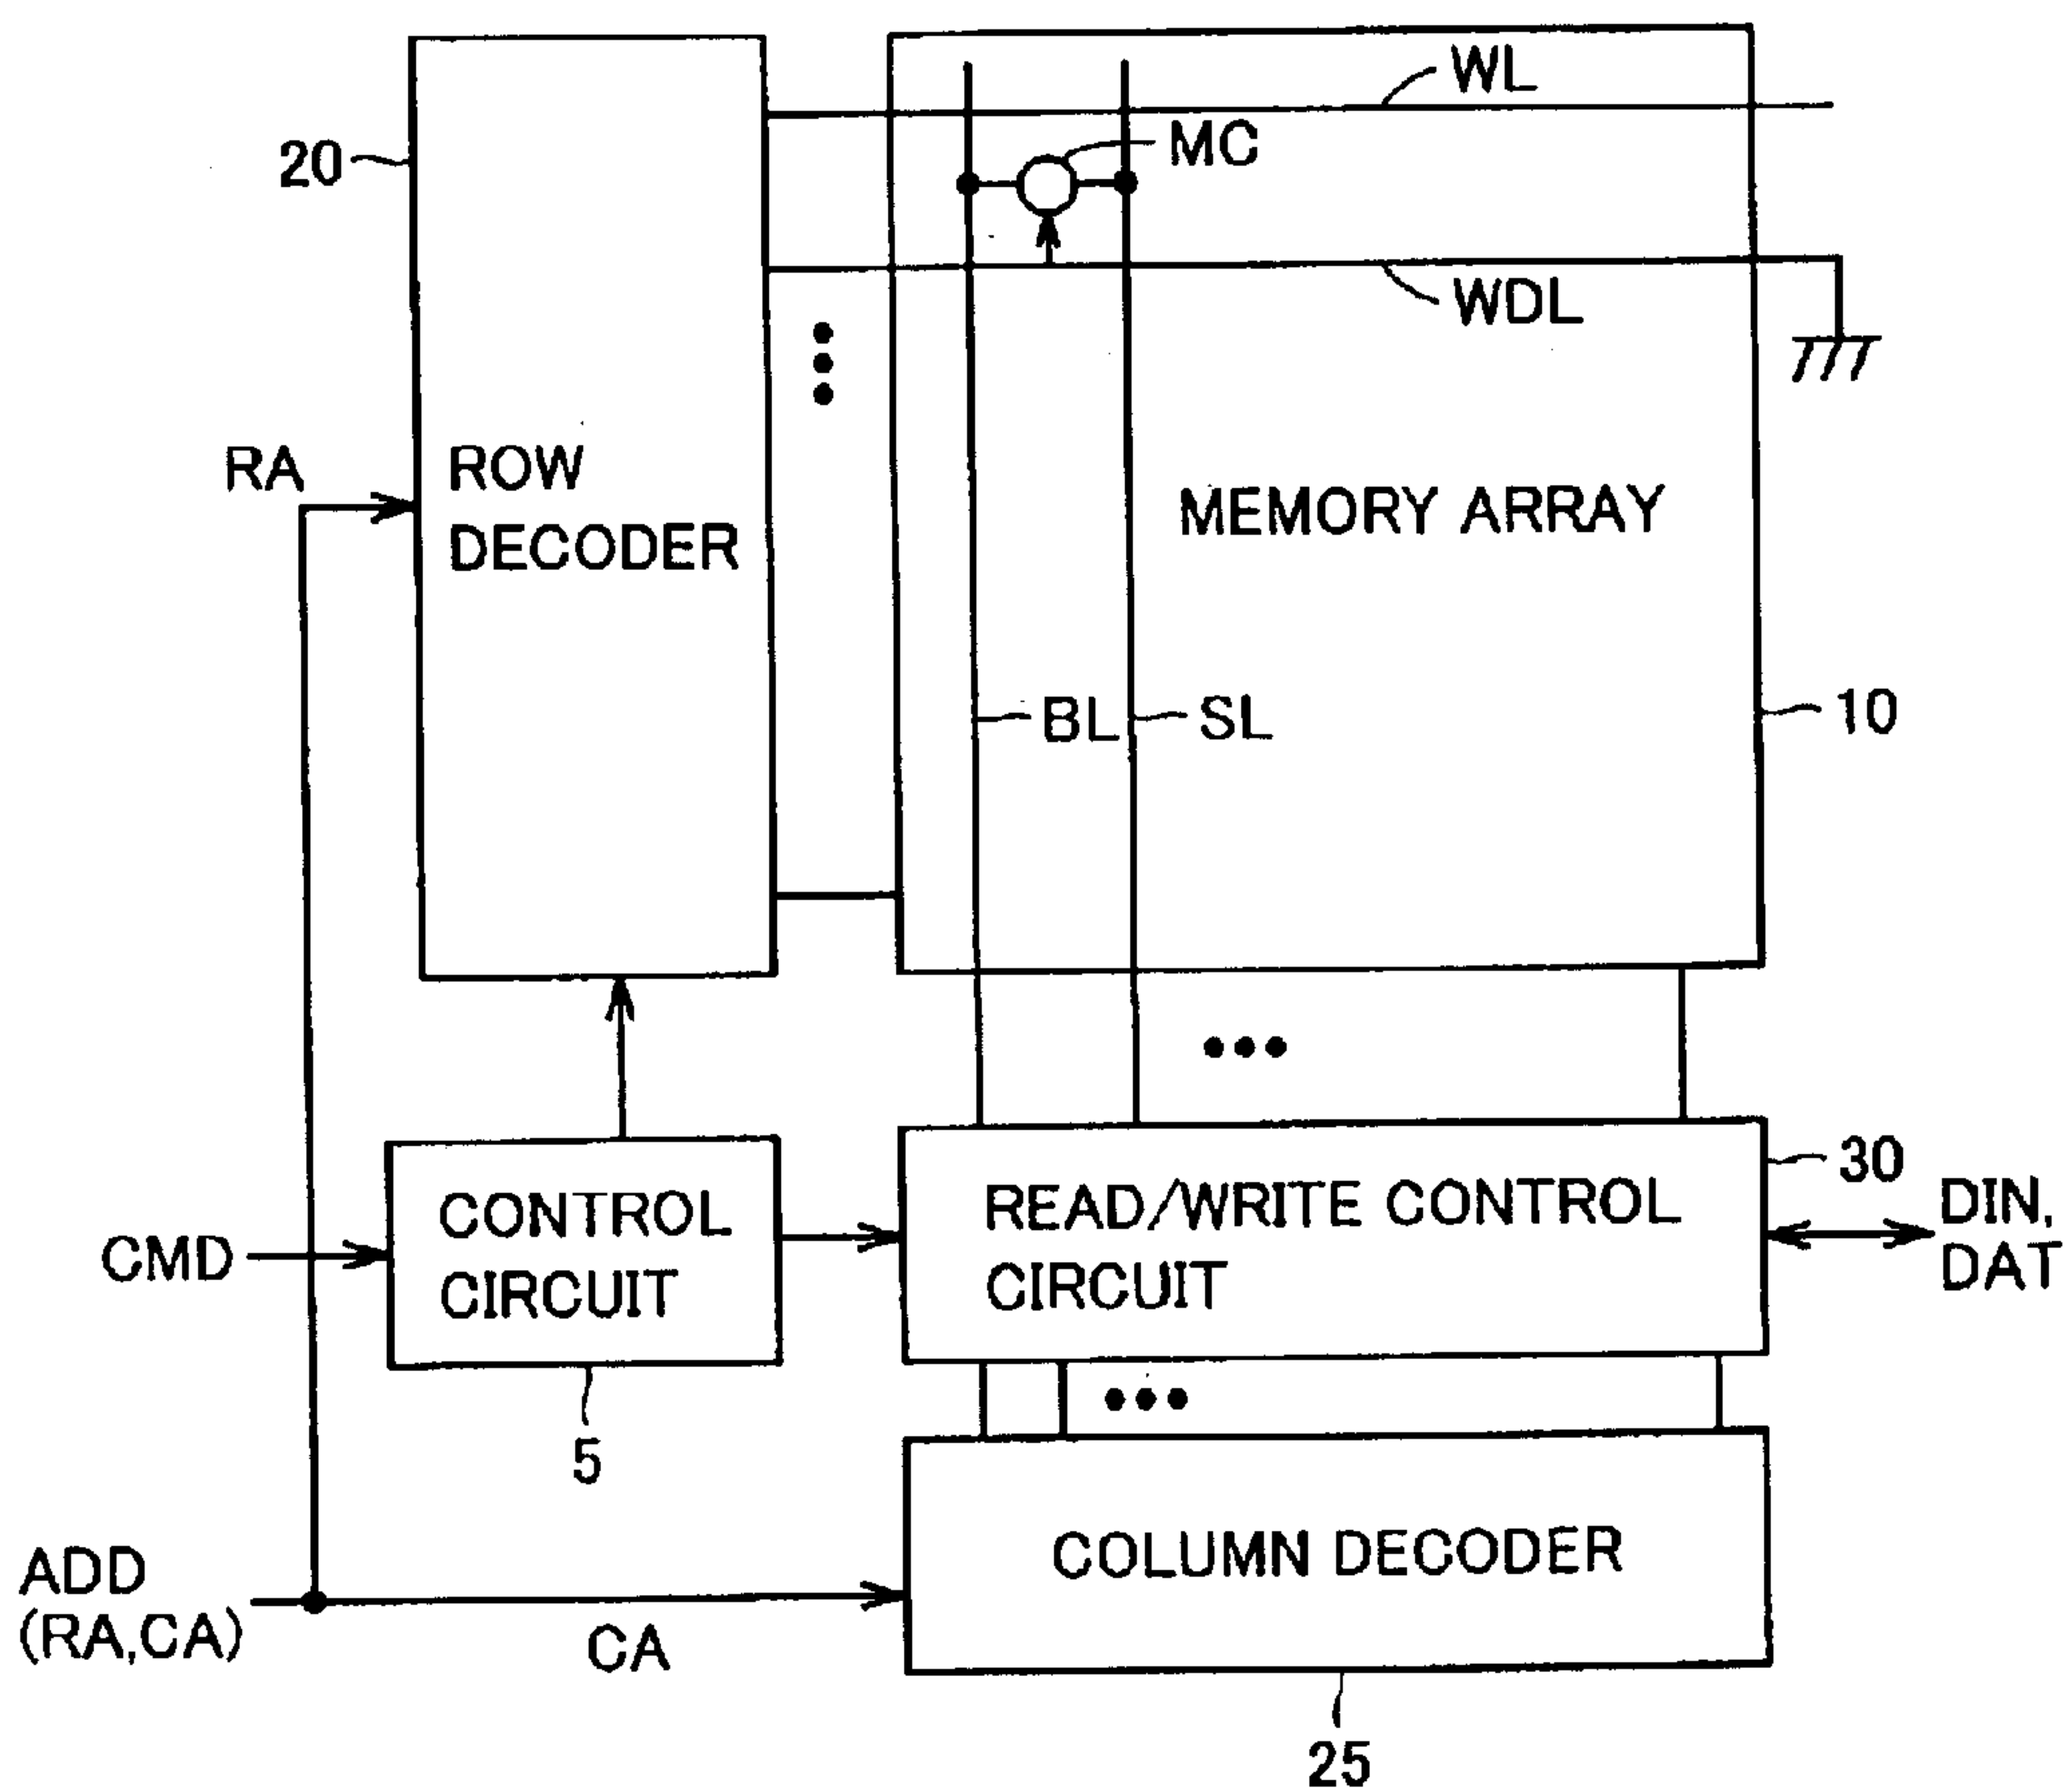 WL
MC
20
WDL
RA
ROW
DECODER
MEMORY ARRAY
BL
SL
10
30
CONTROL
CIRCUIT
READ/WRITE CONTROL
CIRCUIT
DIN,
DAT
CMD
5
ADD
(RA,CA)
CA
COLUMN DECODER
25